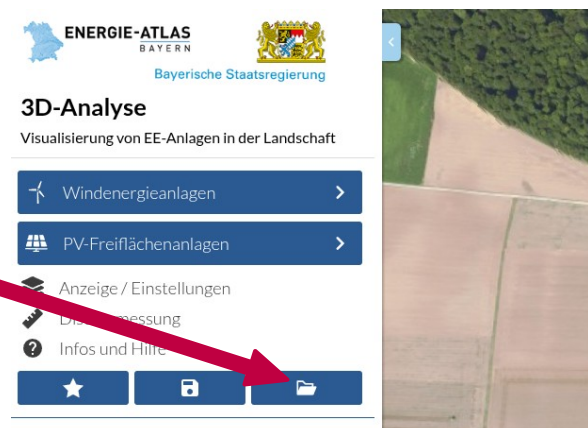 ENERGIE-ATLAS
BAYERN
Bayerische Staatsregierung
3D-Analyse
Visualisierung von EE-Anlagen in der Landschaft
Windenergieanlagen
PV-Freiflächenanlagen
Anzeige / Einstellungen
Infos und Hilfe